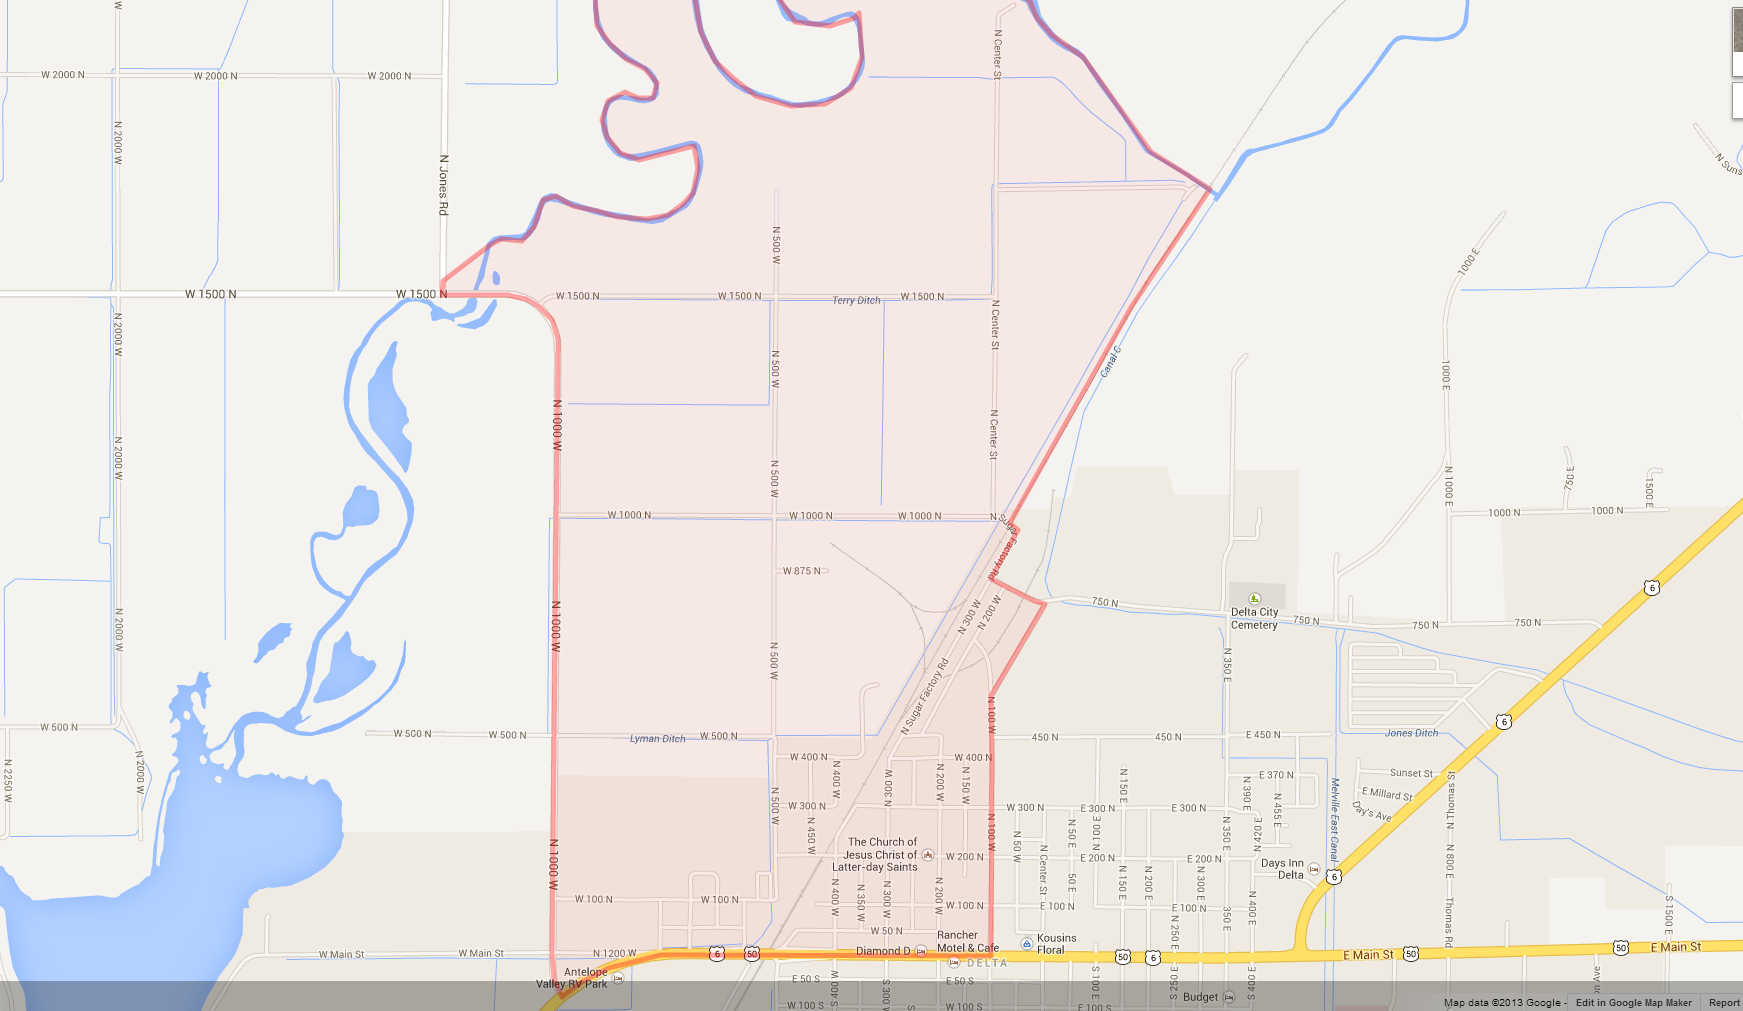 W
W 2000 N
W 2000 N
W 2000 N
N Center St
N 2000 W
N Jones Rd
N Suns
N 500 W
1000 E
W 1500 N
W 1500 N
W 1500 N
W 1500 N
Terry Ditch
W 1500 N
N 2000 W
N Center St
N 500 W
Canal C
1000 E
N 1000 W
N Center St
N 2000 W
N 500 W
N 1000 E
750 E
1500 E
W 1000 N
W 1000 N
W 1000 N
N Sugar Factory Rd
1000 N
1000 N
W 875 N
6
N 300 W
N 200 W
750 N
Delta City
Cemetery
750 N
750 N
750 N
N 2000 W
N 1000 W
N 500 W
N 350 E
N Sugar Factory Rd
N 100 W
W 500 N
W 500 N
W 500 N
Lyman Ditch
W 500 N
450 N
450 N
E 450 N
Jones Ditch
6
N 2250 W
N 2000 W
W 400 N
W 400 N
N 400 W
N 300 W
N 200 W
N 150 W
N 150 E
E 370 N
Sunset St
N 500 W
N 390 E
N 455 E
E Millard St
Day's Ave
N Thomas St
W 300 N
W 300 N
E 300 N
E 300 N
N 450 W
N 100 W
N 50 W
N 50 E
N 100 E
N 350 E
N 420 E
Melville East Canal
N 1000 W
The Church of
Jesus Christ of
Latter-day Saints
W 200 N
E 200 N
E 200 N
Days Inn
Delta
6
N Center St
50 E
N 150 E
N 200 E
N 300 E
N 800 E
W 100 N
W 100 N
N 400 W
N 350 W
N 300 W
N 200 W
W 100 N
E 100 N
E 100 N
350 E
N 400 E
N 1500 E
Thomas Rd
W 50 N
N 250 E
W Main St
W Main St
N 1200 W
6
50
Diamond D
Rancher
Motel & Cafe
Kousins
Floral
DELTA
50
6
E Main St
50
50
E Main St
Antelope
Valley RV Park
E 50 S
E 50 S
S 400 W
S 300 W
S 100 E
S 250 E
S 400 E
Budget
W 100 S
W 100 S
E 100 S
Map data ©2013 Google -
Edit in Google Map Maker
Report